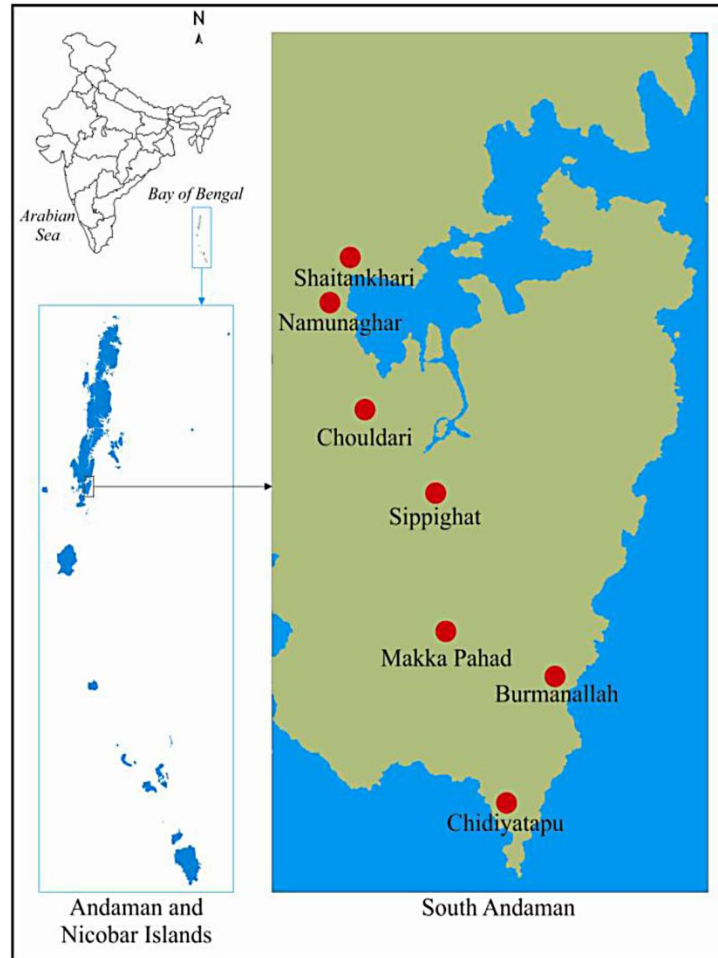 N
Bay of Bengal
Arabian
Sea
Shaitankhari
Namunaghar
Chouldari
Sippighat
Makka Pahad
Burmanallah
Chidiyatapu
Andaman and
Nicobar Islands
South Andaman